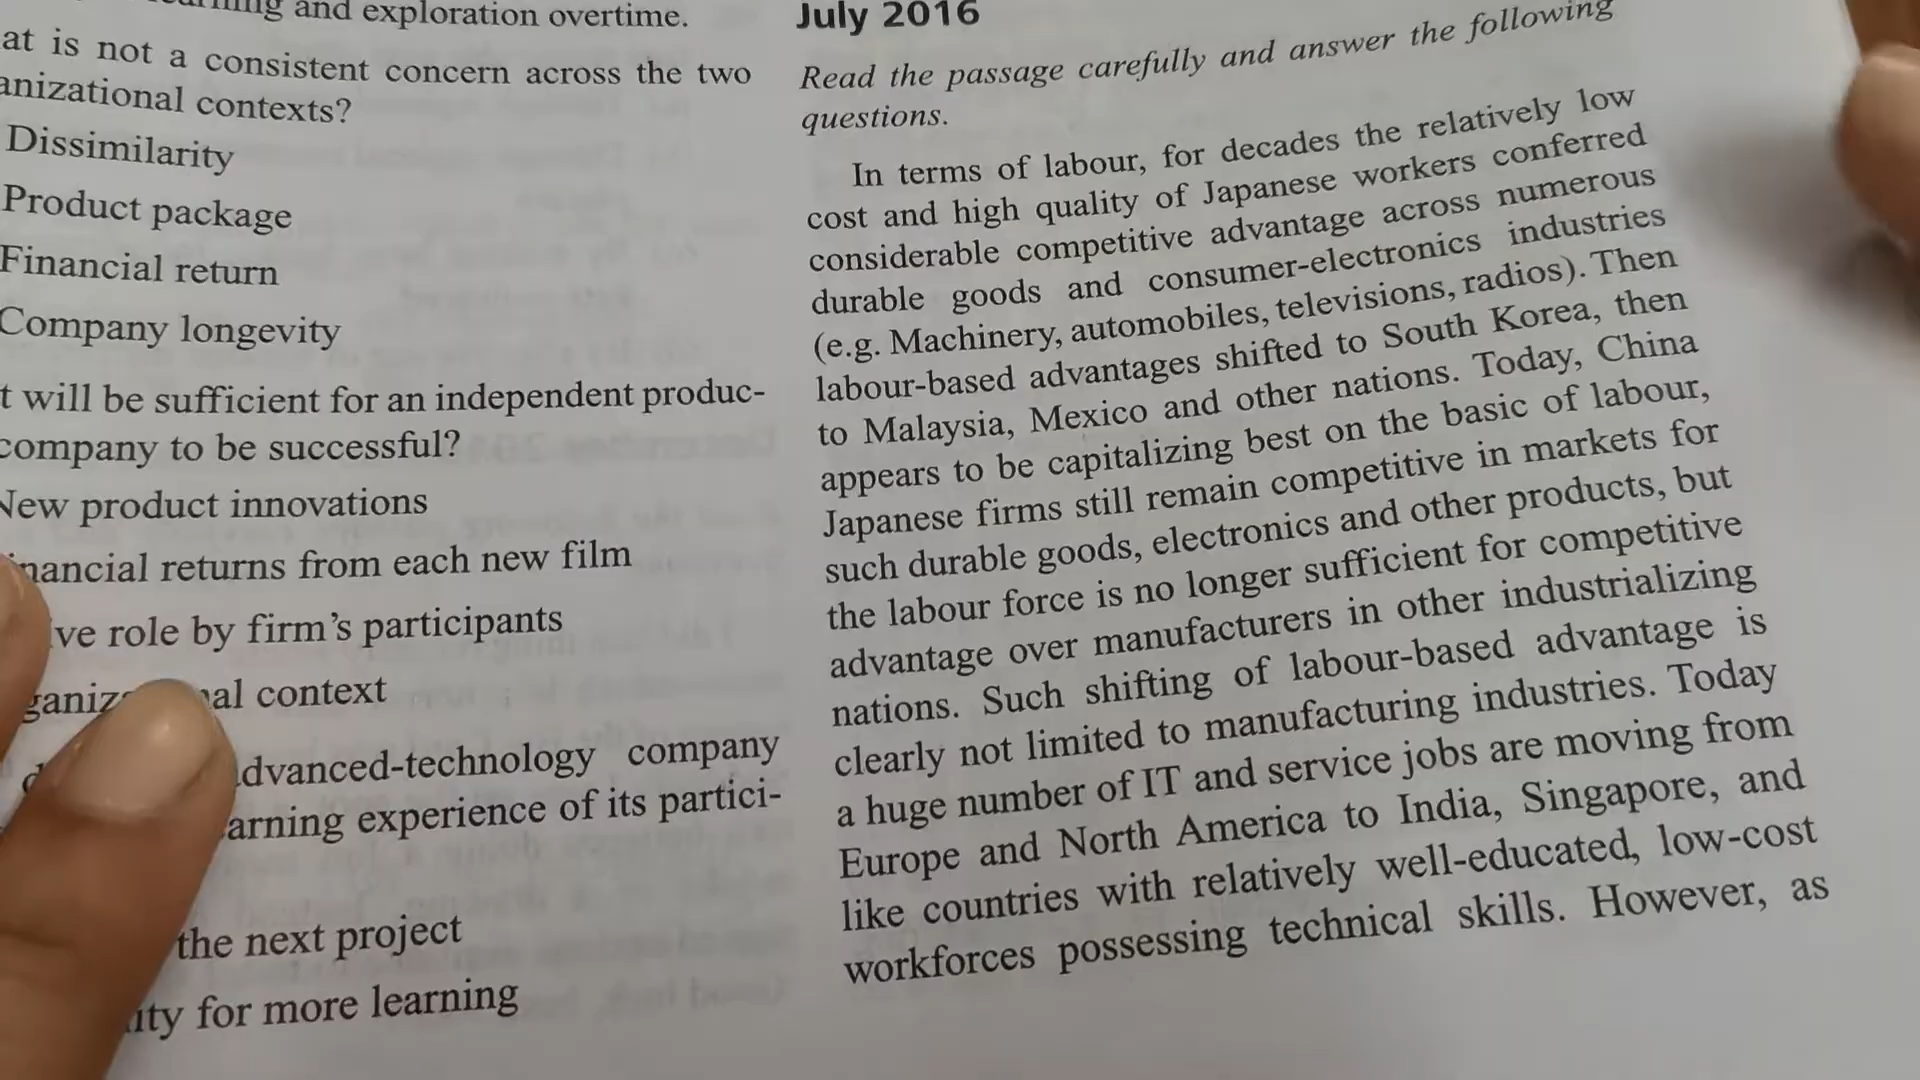 and exploration overtime.
at is not a consistent concern across the two
anizational contexts?
Dissimilarity
Product package
Financial return
Company longevity
t will be sufficient for an independent produc-
company to be successful?
New product innovations
nancial returns from each new film
ve role by firm's participants
ganiz al context
dvanced-technology company
arning experience of its partici-
the next project
ity for more learning
July 2016
Read the passage carefully and answer the following
questions.
In terms of labour, for decades the relatively low
cost and high quality of Japanese workers conferred
considerable competitive advantage across numerous
durable goods and consumer-electronics industries
(e.g. Machinery, automobiles, televisions, radios). Then
labour-based advantages shifted to South Korea, then
to Malaysia, Mexico and other nations. Today, China
appears to be capitalizing best on the basic of labour,
Japanese firms still remain competitive in markets for
such durable goods, electronics and other products, but
the labour force is no longer sufficient for competitive
advantage over manufacturers in other industrializing
nations. Such shifting of labour-based advantage is
clearly not limited to manufacturing industries. Today
a huge number of IT and service jobs are moving from
Europe and North America to India, Singapore, and
like countries with relatively well-educated, low-cost
workforces possessing technical skills. However, as